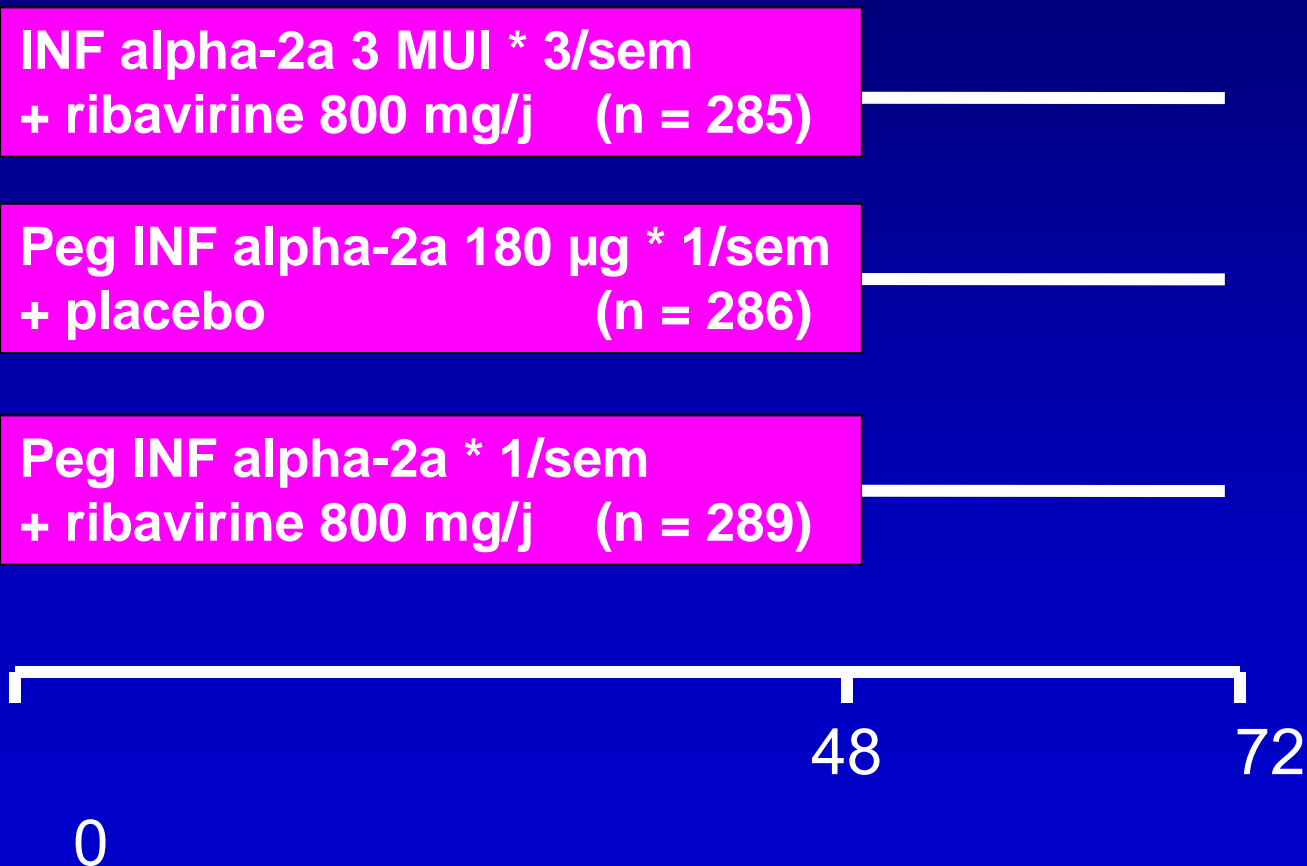 INF alpha-2a 3 MUI * 3/sem
+ ribavirine 800 mg/j (n = 285)
Peg INF alpha-2a 180 µg * 1/sem
+ placebo (n = 286)
Peg INF alpha-2a * 1/sem
+ ribavirine 800 mg/j (n = 289)
48 72
0